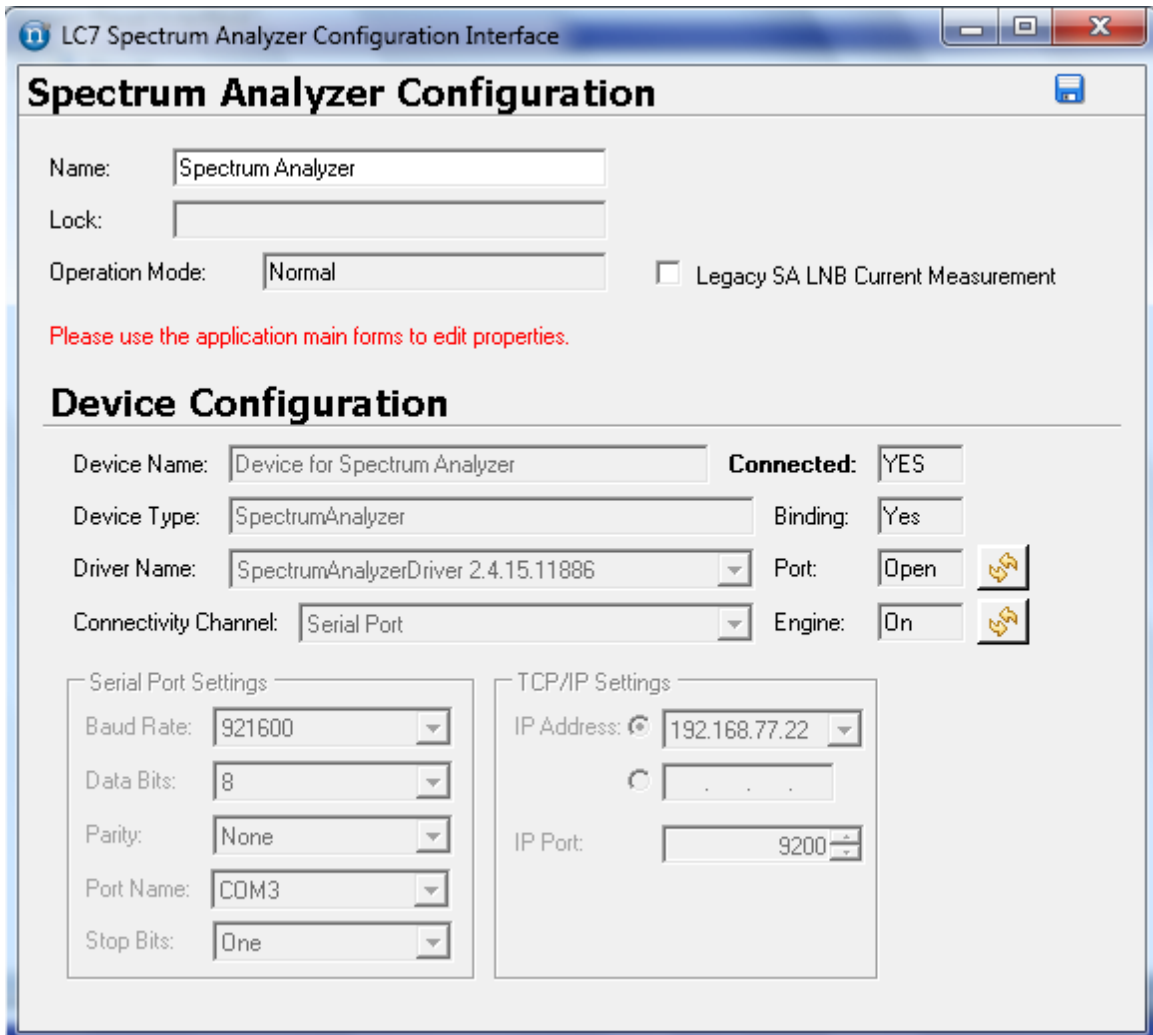 LC7 Spectrum Analyzer Configuration Interface
Spectrum Analyzer Configuration
Name: Spectrum Analyzer
Lock:
Operation Mode: Normal Legacy SA LNB Current Measurement
Please use the application main forms to edit properties.
Device Configuration
Device Name: Device for Spectrum Analyzer Connected: YES
Device Type: SpectrumAnalyzer Binding: Yes
Driver Name: SpectrumAnalyzerDriver 2.4.15.11886 Port: Open
Connectivity Channel: Serial Port Engine: On
Serial Port Settings
Baud Rate: 921600
Data Bits: 8
Parity: None
Port Name: COM3
Stop Bits: One
TCP/IP Settings
IP Address: 192.168.77.22
. . .
IP Port: 9200